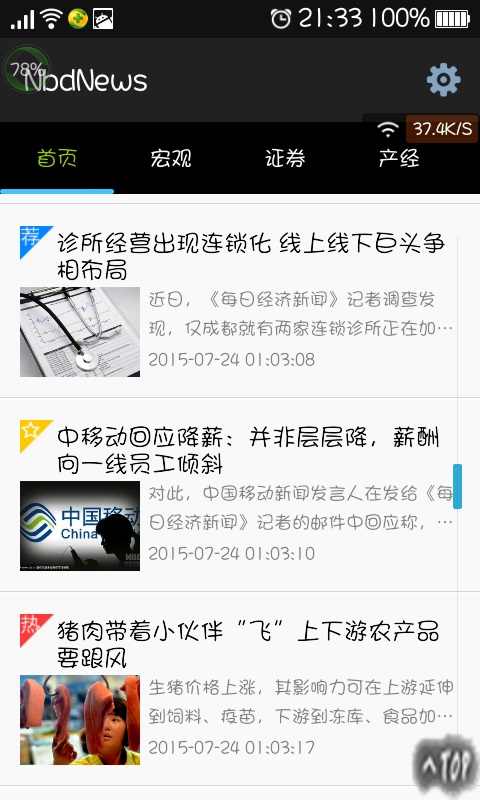 21:33 100%
78%
NbdNews
37.4K/S
首页 宏观 证券 产经
荐
诊所经营出现连锁化 线上线下巨头争
相布局
近日，《每日经济新闻》记者调查发
现，仅成都就有两家连锁诊所正在加…
2015-07-24 01:03:08
中移动回应降薪：并非层层降，薪酬
向一线员工倾斜
中国移动
China
对此，中国移动新闻发言人在发给《每
日经济新闻》记者的邮件中回应称，…
2015-07-24 01:03:10
热
猪肉带着小伙伴“飞”上下游农产品
要跟风
生猪价格上涨，其影响力可在上游延伸
到饲料、疫苗，下游到冻库、食品加…
2015-07-24 01:03:17
^TOP